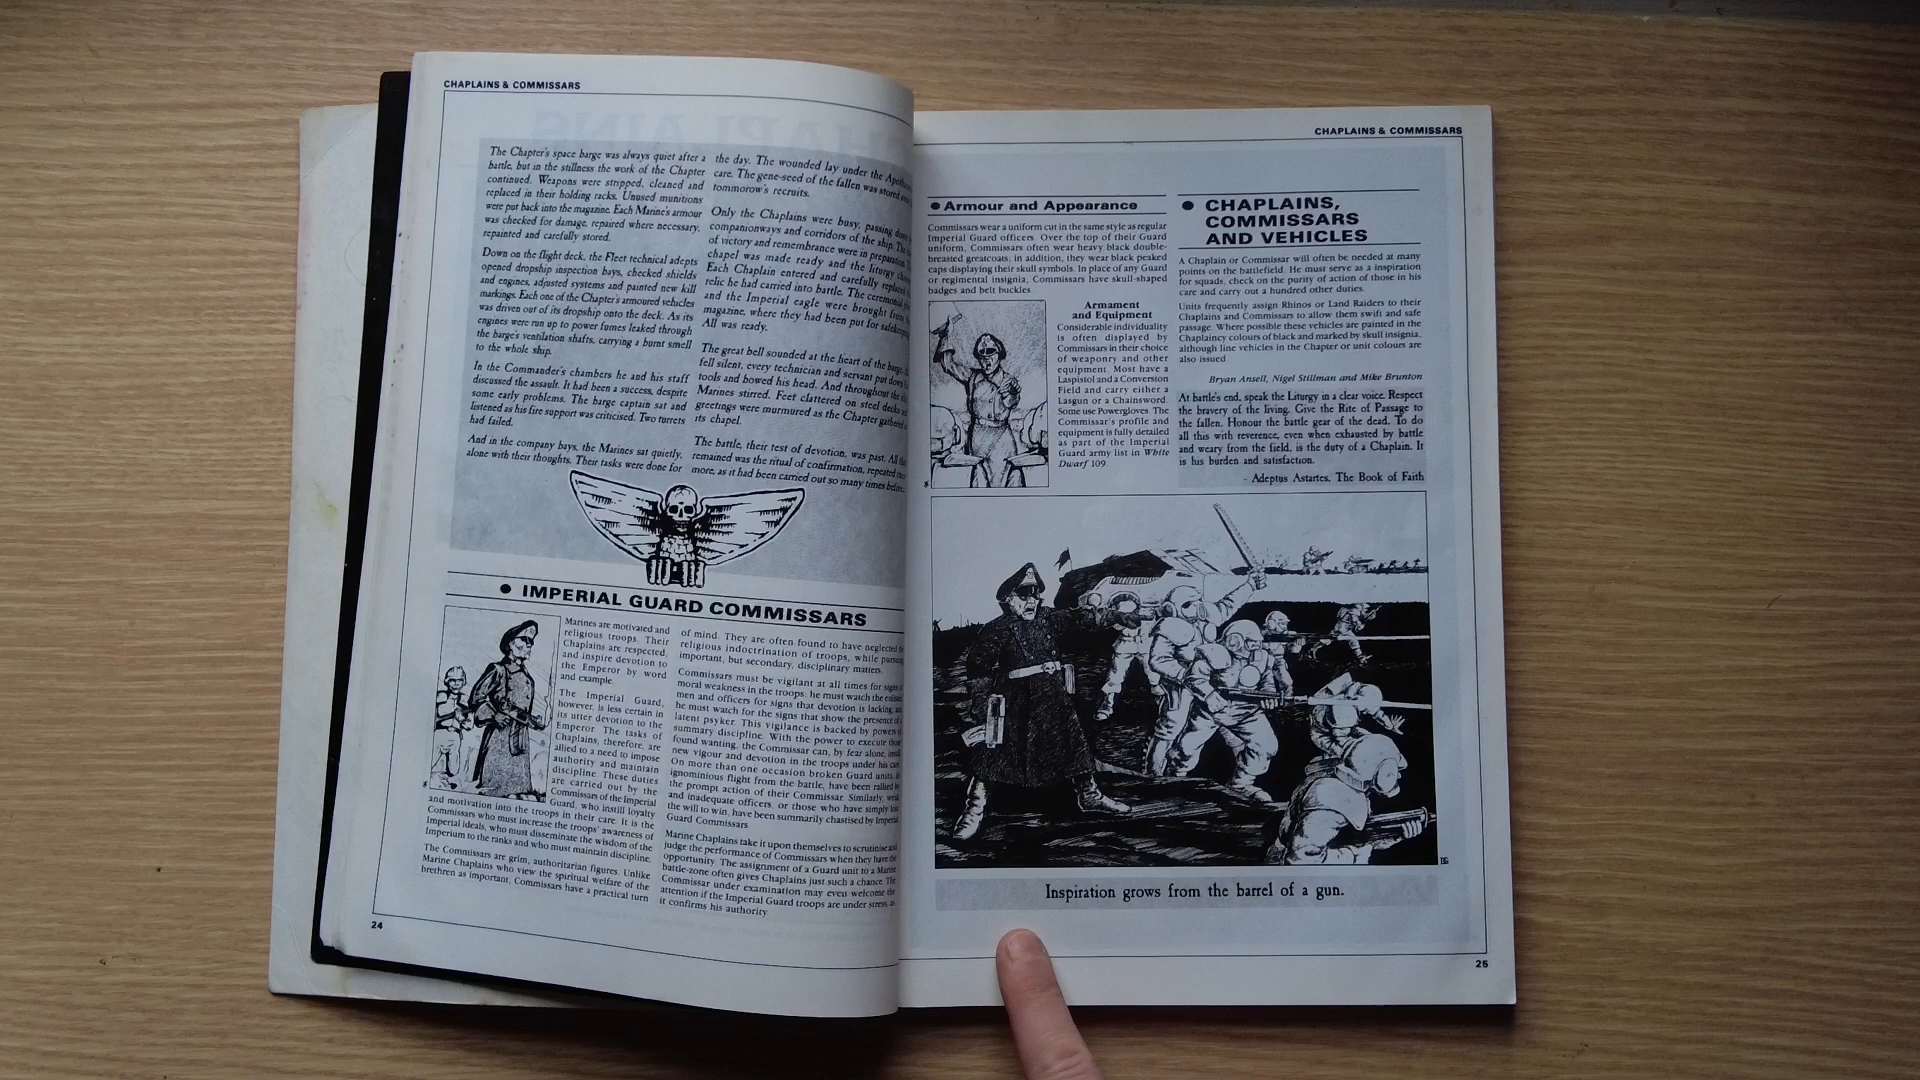 CHAPLAINS & COMMISSARS
The Chapter's space barge was always quiet after a
battle, but in the stillness the work of the Chapter
continued. Weapons were stripped, cleaned and
replaced in their holding racks. Unused munitions
were put back into the magazine. Each Marine's armour
was checked for damage, repaired where necessary,
repainted and carefully stored.
Down on the flight deck, the Fleet technical adepts
opened dropship inspection bays, checked shields
and engines, adjusted systems and painted new kill
markings. Each one of the Chapter's armoured vehicles
was driven out of its dropship onto the deck. As its
engines were run up to power fumes leaked through
the barge's ventilation shafts, carrying a burnt smell
to the whole ship.
In the Commander's chambers he and his staff
discussed the assault. It had been a success, despite
some early problems. The barge captain sat and
listened as his fire support was criticised. Two turrets
had failed.
And in the company bays, the Marines sat quietly,
alone with their thoughts. Their tasks were done for
the day. The wounded lay under the
care. The gene-seed of the fallen was stored
tommorow's recruits.
Only the Chaplains were busy, passing down
companionways and corridors of the ship. The
of victory and remembrance were in preparation.
chapel was made ready and the liturgy
Each Chaplain entered and carefully replaced
relic he had carried into battle. The ceremonial
and the Imperial eagle were brought from
magazine, where they had been put for
All was ready.
The great bell sounded at the heart of the barge.
fell silent, every technician and servant put down
tools and bowed his head. And throughout the
Marines stirred. Feet clattered on steel decks
greetings were murmured as the Chapter gathered
its chapel.
The battle, their test of devotion, was past. All
remained was the ritual of confirmation, repeated
more, as it had been carried out so many times before.
● IMPERIAL GUARD COMMISSARS
Marines are motivated and
religious troops. Their
Chaplains are respected,
and inspire devotion to
the Emperor by word
and example.
The Imperial Guard,
however, is less certain in
its utter devotion to the
Emperor. The tasks of
Chaplains, therefore, are
allied to a need to impose
authority and maintain
discipline. These duties
are carried out by the
Commissars of the Imperial
Guard, who instill loyalty
and motivation into the troops in their care. It is the
Commissars who must increase the troops' awareness of
Imperial ideals, who must disseminate the wisdom of the
Imperium to the ranks and who must maintain discipline.
The Commissars are grim, authoritarian figures. Unlike
Marine Chaplains who view the spiritual welfare of the
brethren as important, Commissars have a practical turn
of mind. They are often found to have neglected the
religious indoctrination of troops, while pursuing
important, but secondary, disciplinary matters.
Commissars must be vigilant at all times for signs of
moral weakness in the troops: he must watch the enlisted
men and officers for signs that devotion is lacking, and
he must watch for the signs that show the presence of a
latent psyker. This vigilance is backed by powers of
summary discipline. With the power to execute those
found wanting, the Commissar can, by fear alone, instil
new vigour and devotion in the troops under his care.
On more than one occasion broken Guard units, in
ignominious flight from the battle, have been rallied by
the prompt action of their Commissar. Similarly, weak
and inadequate officers, or those who have simply lost
the will to win, have been summarily chastised by Imperial
Guard Commissars.
Marine Chaplains take it upon themselves to scrutinise and
judge the performance of Commissars when they have the
opportunity. The assignment of a Guard unit to a Marine
battle-zone often gives Chaplains just such a chance. The
Commissar under examination may even welcome the
attention if the Imperial Guard troops are under stress, as
it confirms his authority.
24
CHAPLAINS & COMMISSARS
● Armour and Appearance
Commissars wear a uniform cut in the same style as regular
Imperial Guard officers. Over the top of their Guard
uniform, Commissars often wear heavy black double-
breasted greatcoats; in addition, they wear black peaked
caps displaying their skull symbols. In place of any Guard
or regimental insignia, Commissars have skull-shaped
badges and belt buckles.
Armament
and Equipment
Considerable individuality
is often displayed by
Commissars in their choice
of weaponry and other
equipment. Most have a
Laspistol and a Conversion
Field and carry either a
Lasgun or a Chainsword.
Some use Powergloves. The
Commissar's profile and
equipment is fully detailed
as part of the Imperial
Guard army list in White
Dwarf 109.
● CHAPLAINS,
COMMISSARS
AND VEHICLES
A Chaplain or Commissar will often be needed at many
points on the battlefield. He must serve as a inspiration
for squads, check on the purity of action of those in his
care and carry out a hundred other duties.
Units frequently assign Rhinos or Land Raiders to their
Chaplains and Commissars to allow them swift and safe
passage. Where possible these vehicles are painted in the
Chaplaincy colours of black and marked by skull insignia,
although line vehicles in the Chapter or unit colours are
also issued.
Bryan Ansell, Nigel Stillman and Mike Brunton
At battle's end, speak the Liturgy in a clear voice. Respect
the bravery of the living. Give the Rite of Passage to
the fallen. Honour the battle gear of the dead. To do
all this with reverence, even when exhausted by battle
and weary from the field, is the duty of a Chaplain. It
is his burden and satisfaction.
- Adeptus Astartes, The Book of Faith
Inspiration grows from the barrel of a gun.
25